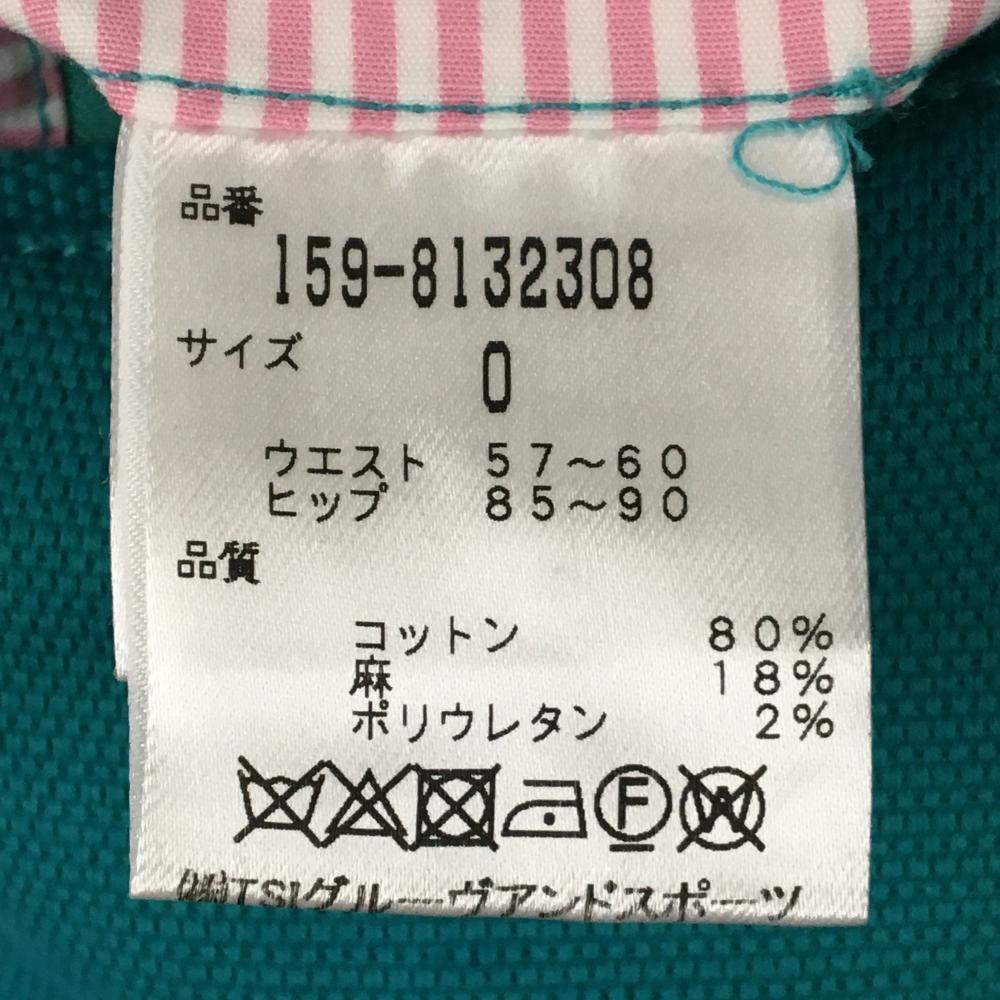 品番
159-8132308
サイズ
0
ウエスト 57～60
ヒップ 85～90
品質
コットン 80%
麻 18%
ポリウレタン 2%
F W
㈱TSIグルーヴアンドスポーツ